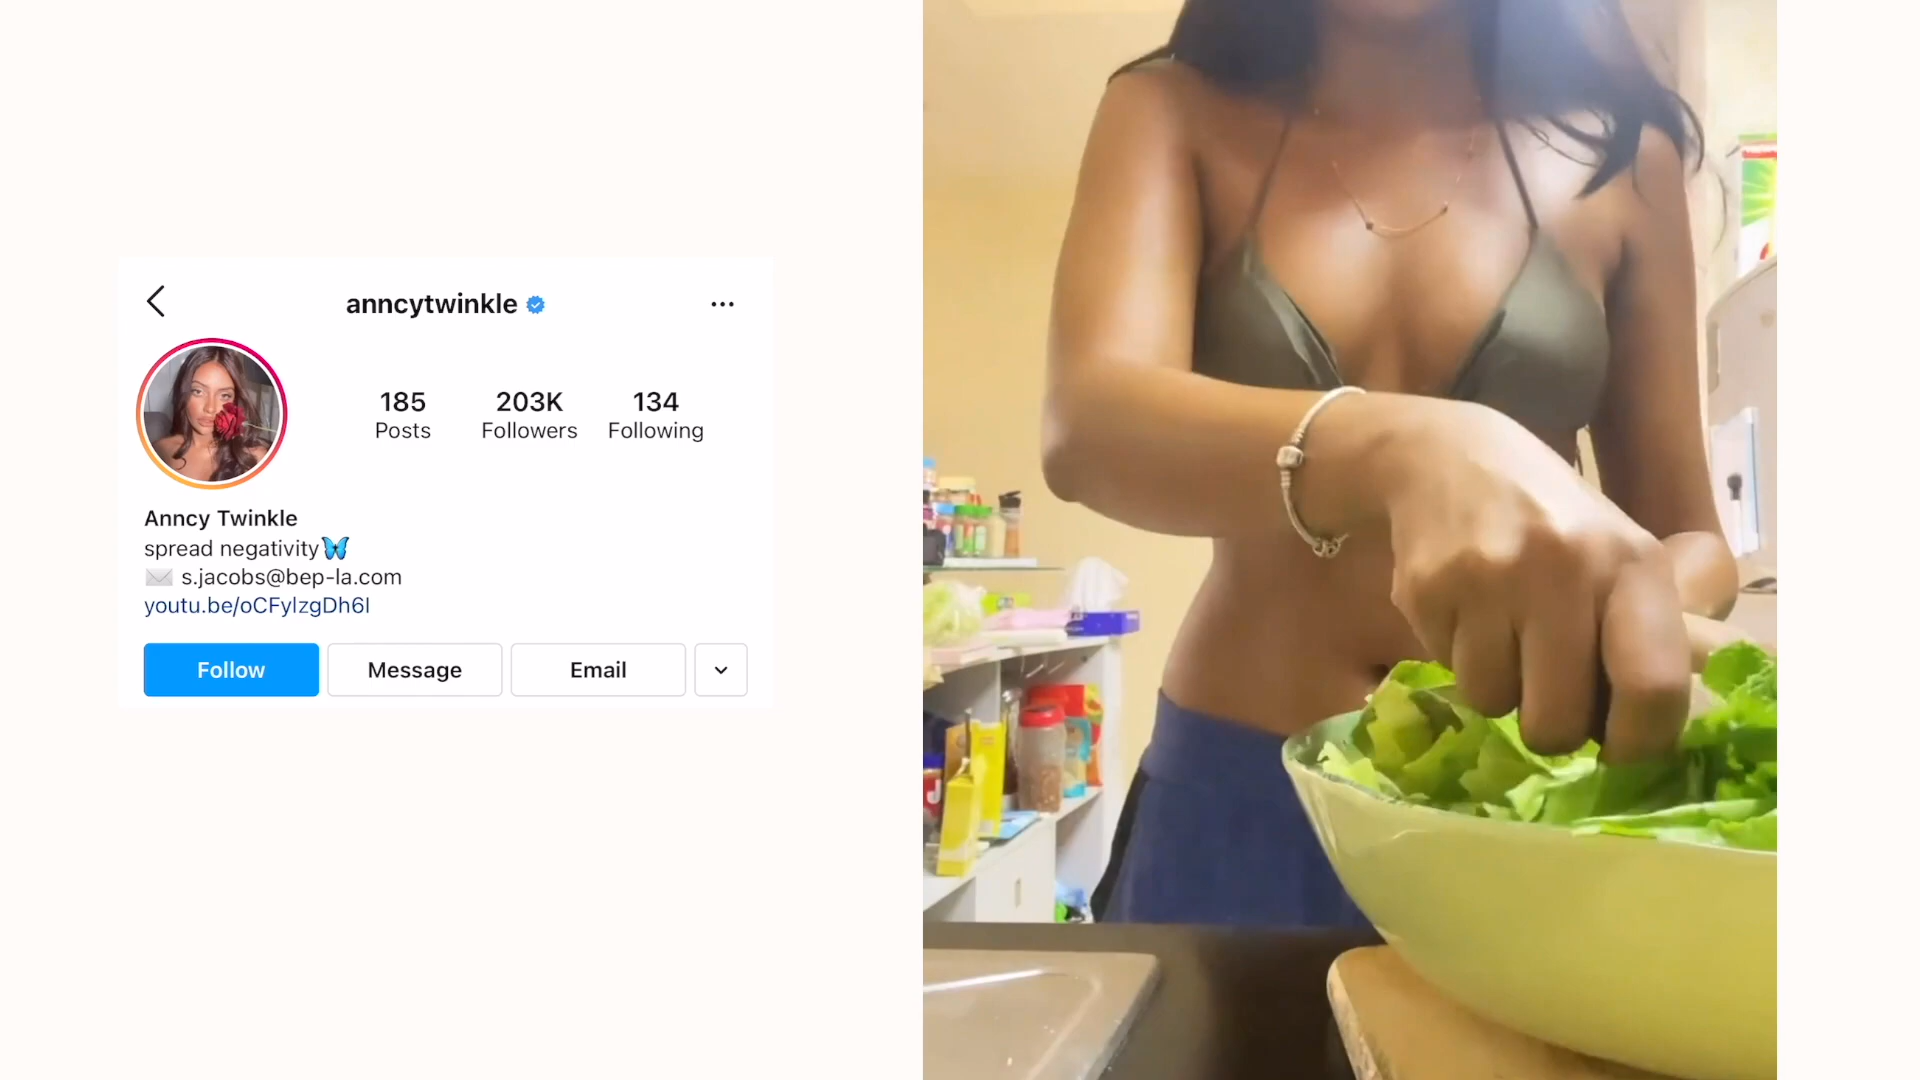 anncytwinkle
185
Posts
203K
Followers
134
Following
Anncy Twinkle
spread negativity🦋
✉️ s.jacobs@bep-la.com
youtu.be/oCFylzgDh6I
Follow
Message
Email